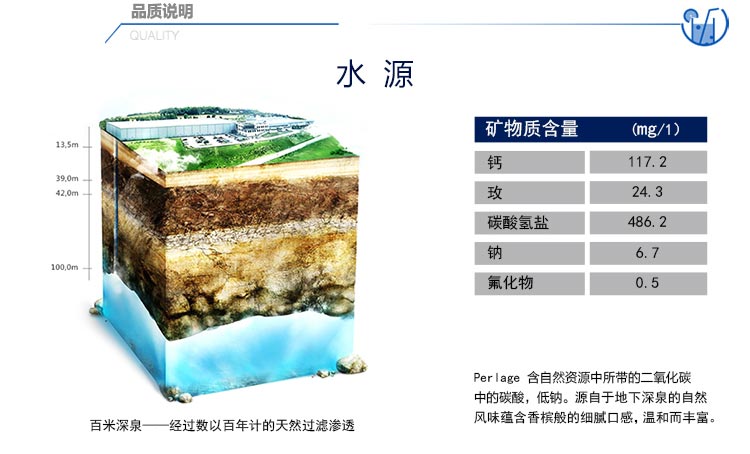 品质说明
QUALITY
水 源
13,5m
39,0m
42,0m
100,0m
百米深泉——经过数以百年计的天然过滤渗透
矿物质含量 (mg/1)
钙 117.2
玫 24.3
碳酸氢盐 486.2
钠 6.7
氟化物 0.5
Perlage 含自然资源中所带的二氧化碳
中的碳酸，低钠。源自于地下深泉的自然
风味蕴含香槟般的细腻口感，温和而丰富。